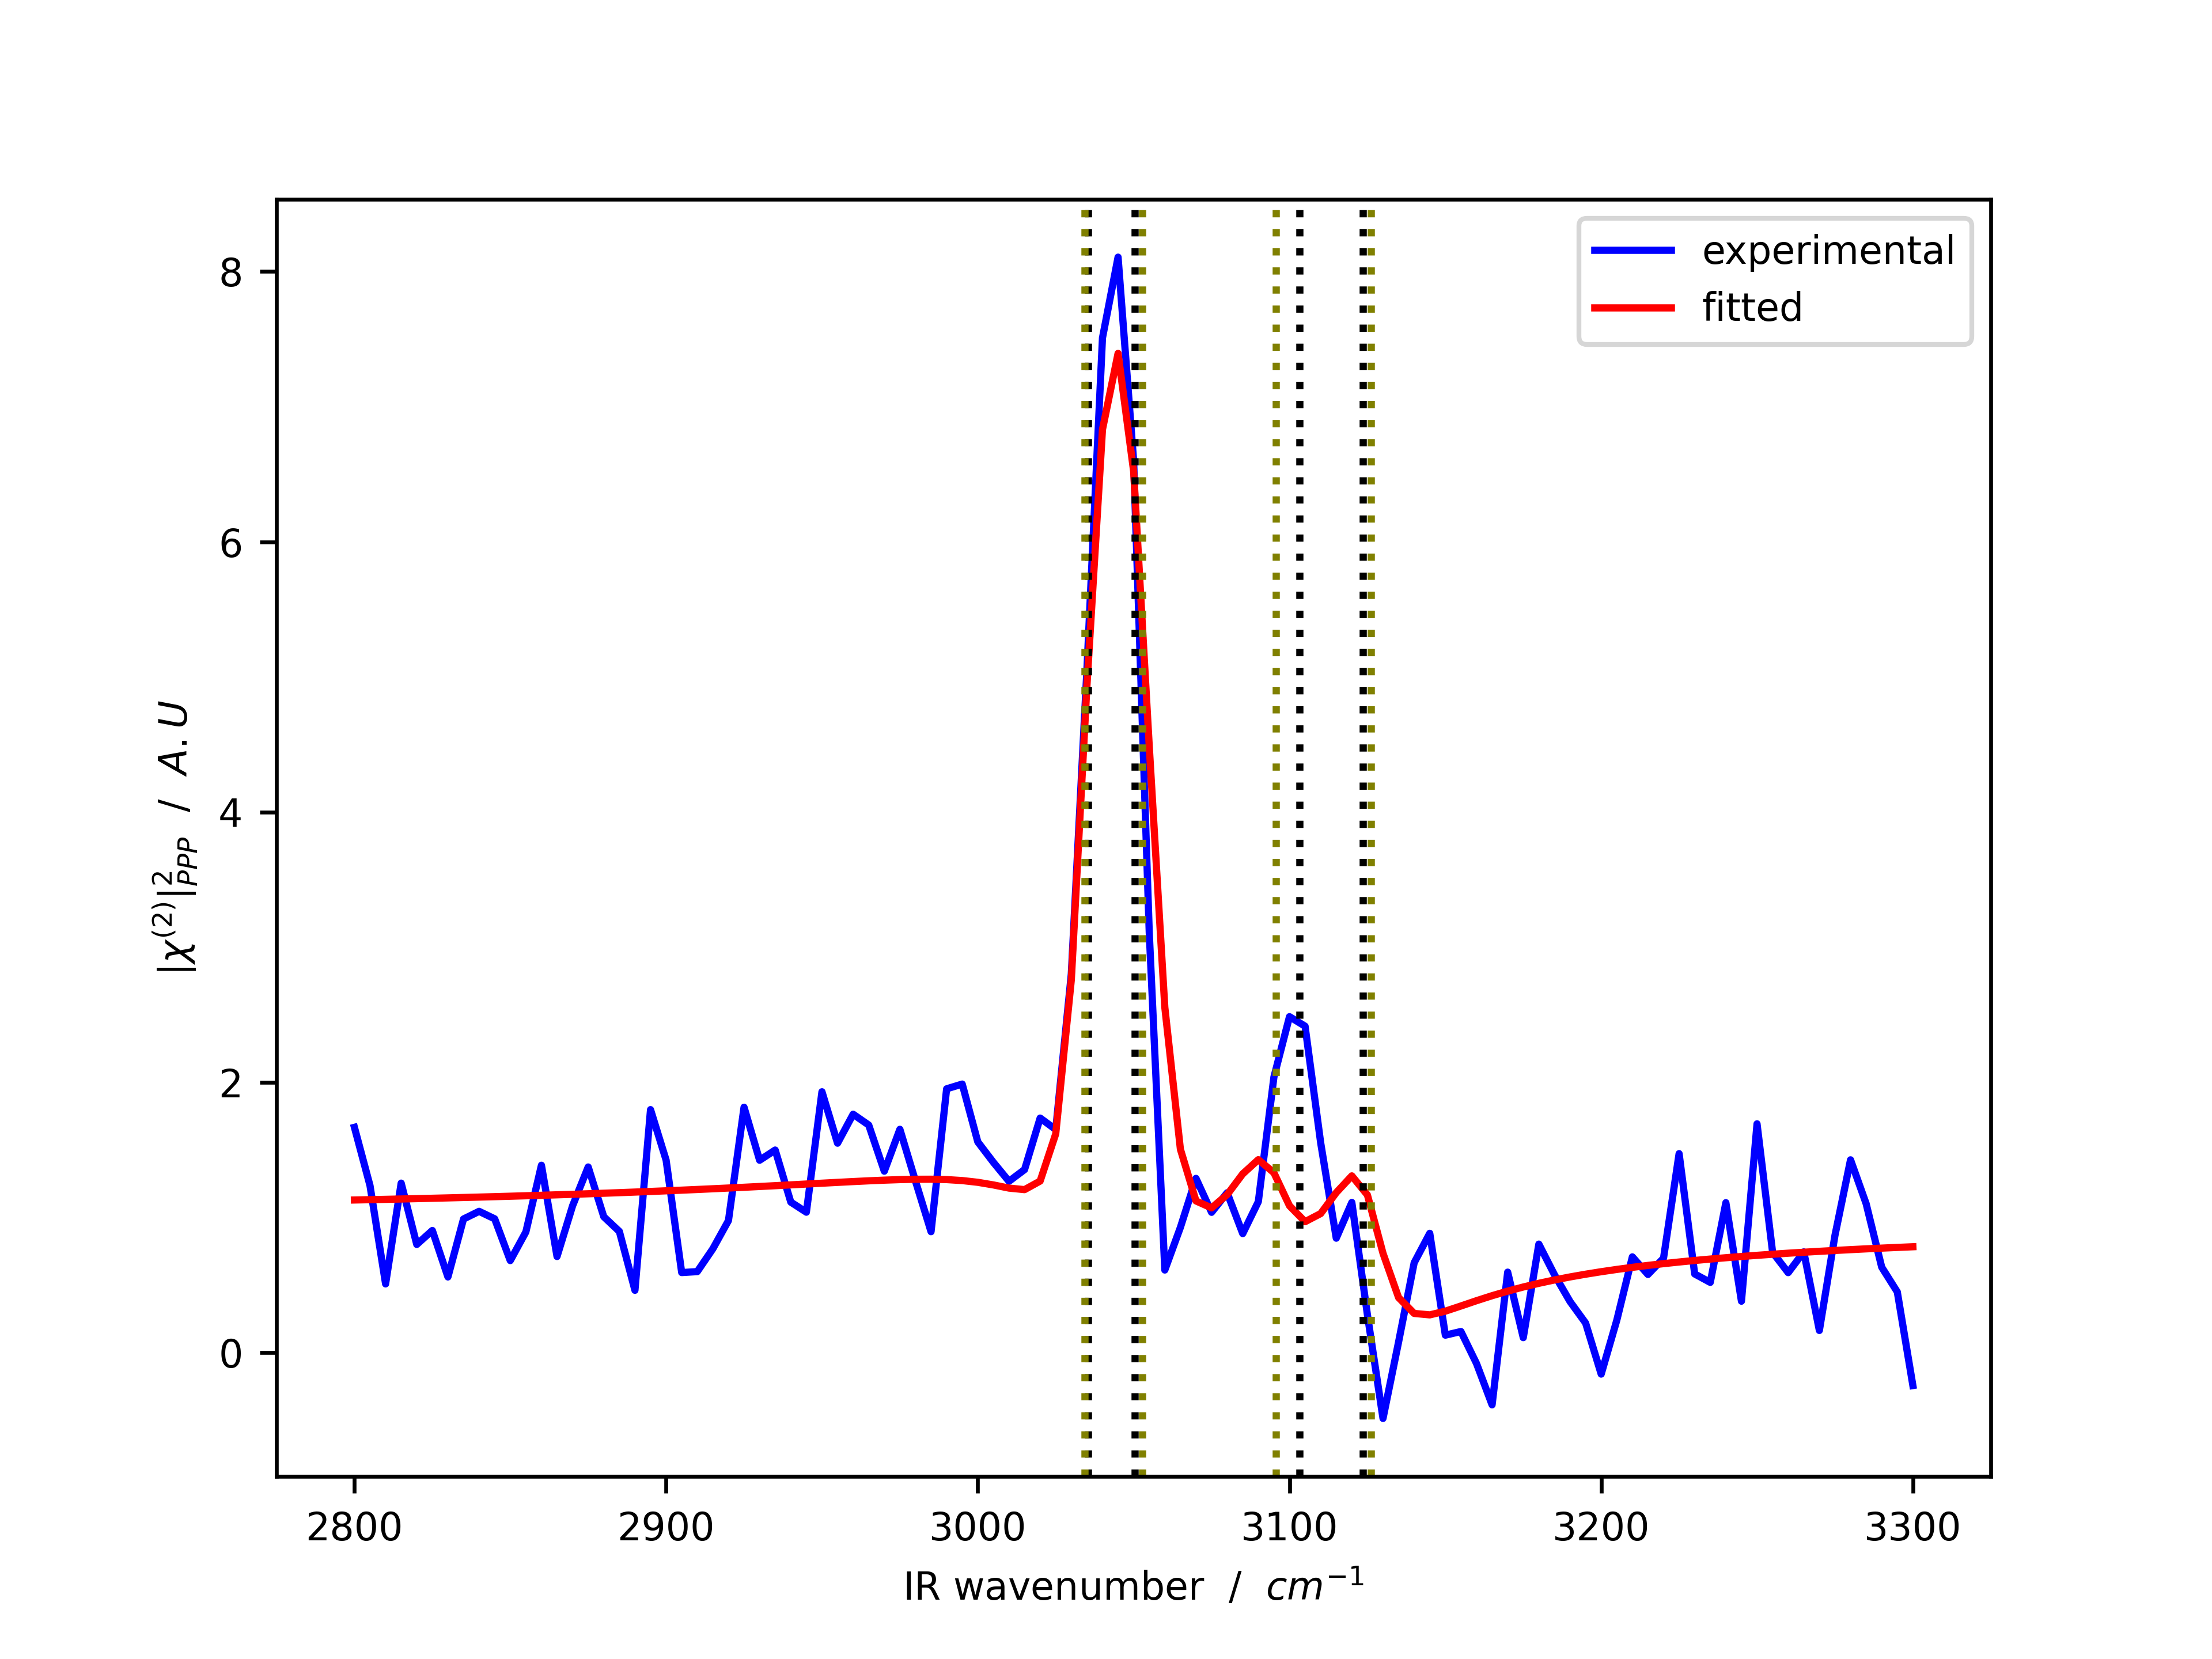 experimental
fitted
8
6
4
2
0
|χ^(2)|^2_PPP / A.U
2800 2900 3000 3100 3200 3300
IR wavenumber / cm^−1